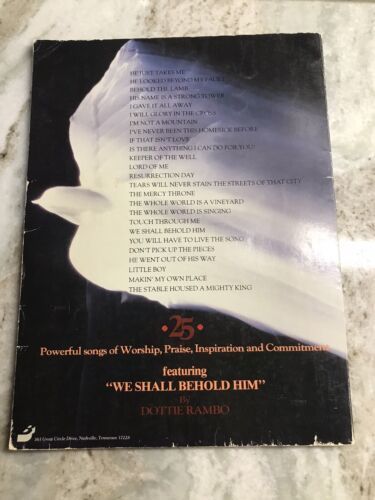 HE JUST TAKES ME
HE LOOKED BEYOND MY FAULT
BEHOLD THE LAMB
HIS NAME IS A STRONG TOWER
I GAVE IT ALL AWAY
I WILL GLORY IN THE CROSS
I'M NOT A MOUNTAIN
I'VE NEVER BEEN THIS HOMESICK BEFORE
IF THAT ISN'T LOVE
IS THERE ANYTHING I CAN DO FOR YOU?
KEEPER OF THE WELL
LORD OF ME
RESURRECTION DAY
TEARS WILL NEVER STAIN THE STREETS OF THAT CITY
THE MERCY THRONE
THE WHOLE WORLD IS A VINEYARD
THE WHOLE WORLD IS SINGING
TOUCH THROUGH ME
WE SHALL BEHOLD HIM
YOU WILL HAVE TO LIVE THE SONG
DON'T PICK UP THE PIECES
HE WENT OUT OF HIS WAY
LITTLE BOY
MAKIN' MY OWN PLACE
THE STABLE HOUSED A MIGHTY KING
•25•
Powerful songs of Worship, Praise, Inspiration and Commitment
featuring
"WE SHALL BEHOLD HIM"
By
DOTTIE RAMBO
Great Circle Drive, Nashville, Tennessee